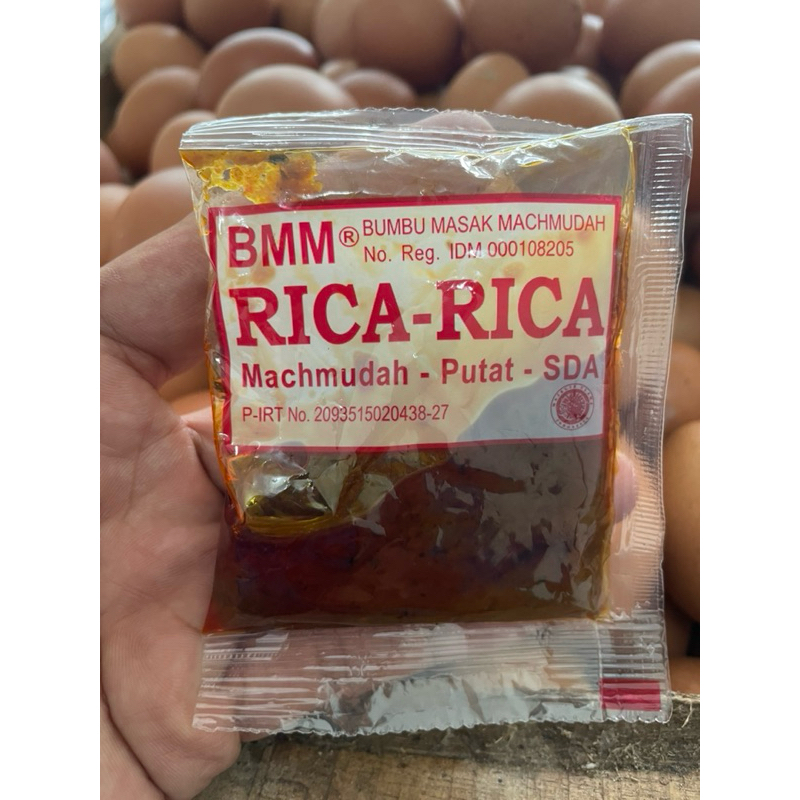 BMM® BUMBU MASAK MACHMUDAH
No. Reg. IDM 000108205
RICA-RICA
Machmudah - Putat - SDA
P-IRT No. 2093515020438-27